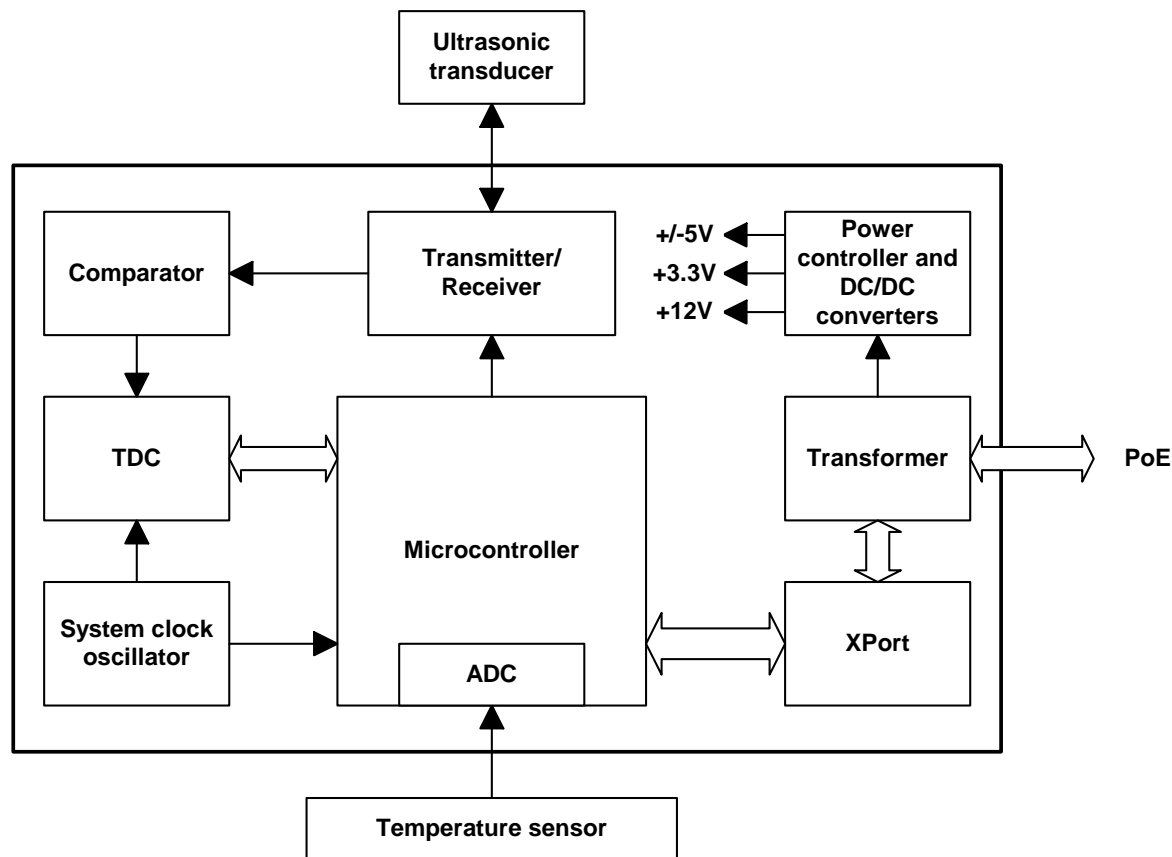 Ultrasonic
transducer
Comparator
Transmitter/
Receiver
+/-5V
+3.3V
+12V
Power
controller and
DC/DC
converters
TDC
Microcontroller
Transformer
PoE
System clock
oscillator
ADC
XPort
Temperature sensor